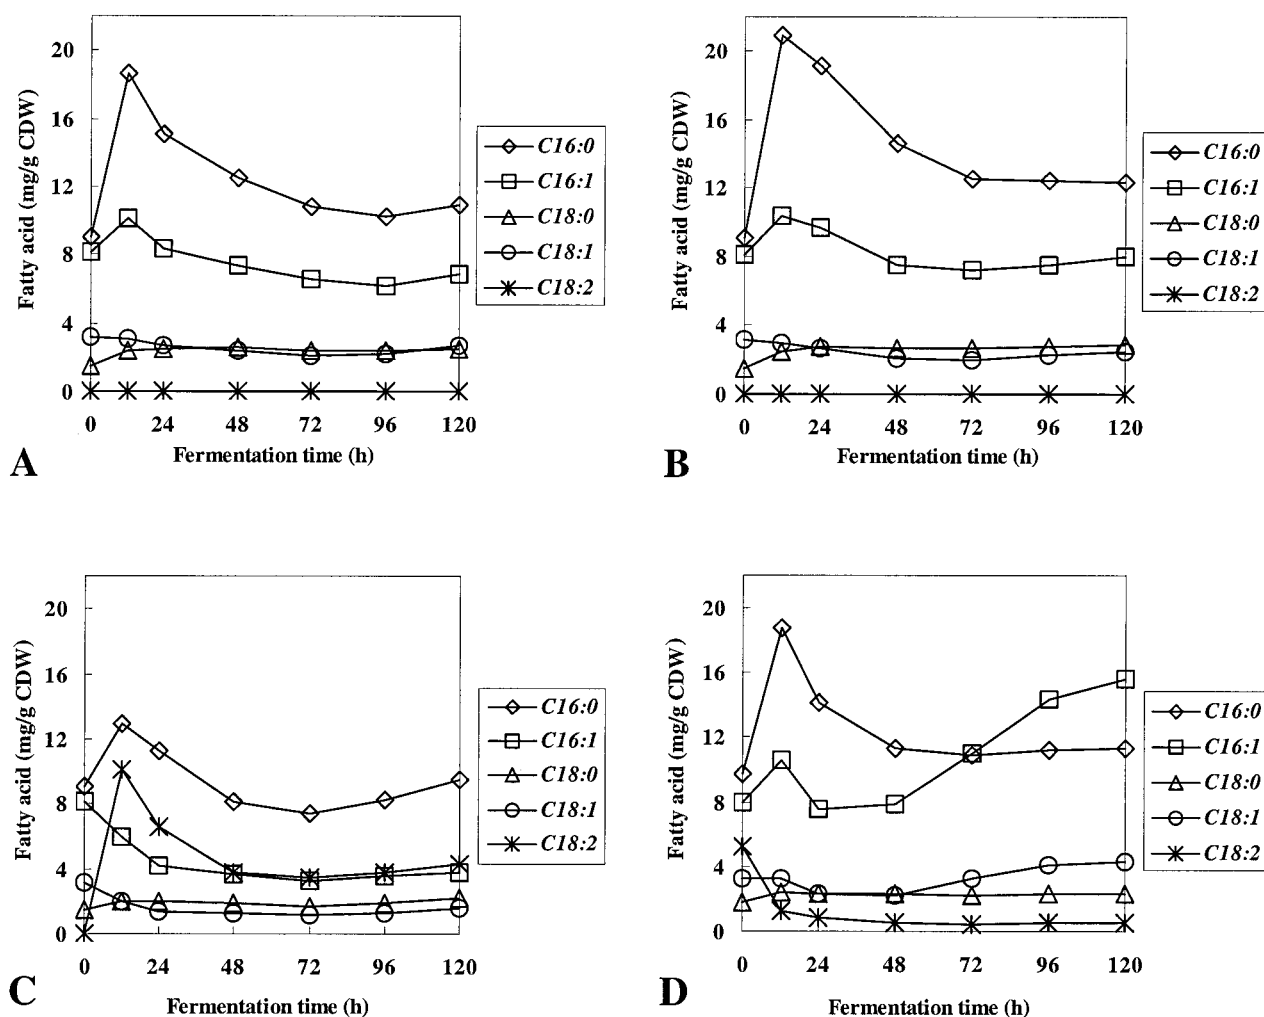 Fatty acid (mg/g CDW)
20
16
12
8
4
0
0 24 48 72 96 120
Fermentation time (h)
C16:0
C16:1
C18:0
C18:1
C18:2
A
Fatty acid (mg/g CDW)
20
16
12
8
4
0
0 24 48 72 96 120
Fermentation time (h)
C16:0
C16:1
C18:0
C18:1
C18:2
B
Fatty acid (mg/g CDW)
20
16
12
8
4
0
0 24 48 72 96 120
Fermentation time (h)
C16:0
C16:1
C18:0
C18:1
C18:2
C
Fatty acid (mg/g CDW)
20
16
12
8
4
0
0 24 48 72 96 120
Fermentation time (h)
C16:0
C16:1
C18:0
C18:1
C18:2
D